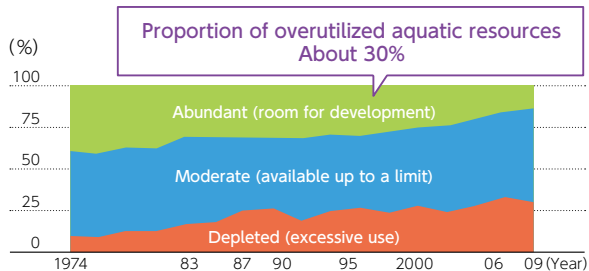 Proportion of overutilized aquatic resources
About 30%
(%)
100
Abundant (room for development)
75
50
Moderate (available up to a limit)
25
Depleted (excessive use)
0
1974 83 87 90 95 2000 06 09 (Year)